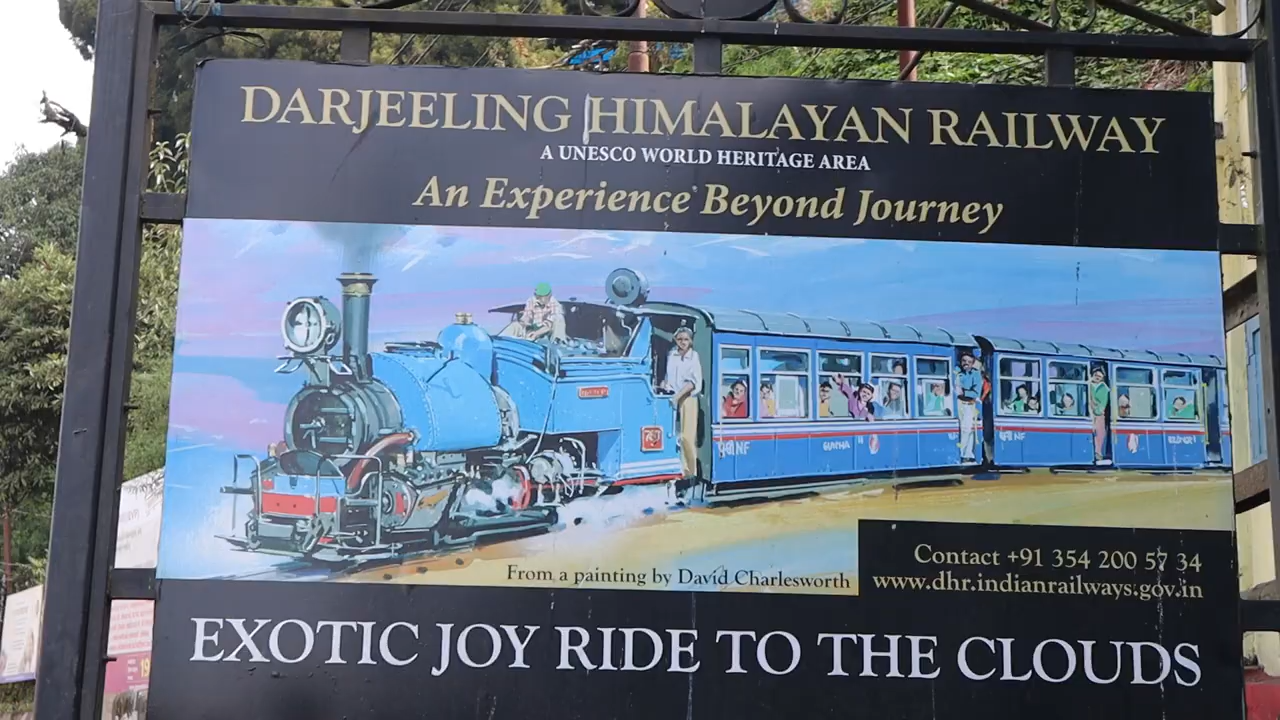 DARJEELING HIMALAYAN RAILWAY
A UNESCO WORLD HERITAGE AREA
An Experience Beyond Journey
From a painting by David Charlesworth
Contact +91 354 200 57 34
www.dhr.indianrailways.gov.in
EXOTIC JOY RIDE TO THE CLOUDS